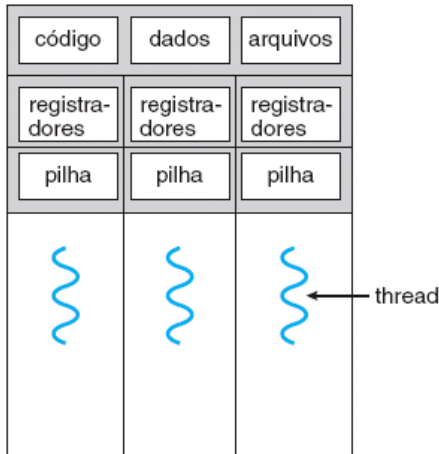 código dados arquivos
registra- registra- registra-
dores dores dores
pilha pilha pilha
thread